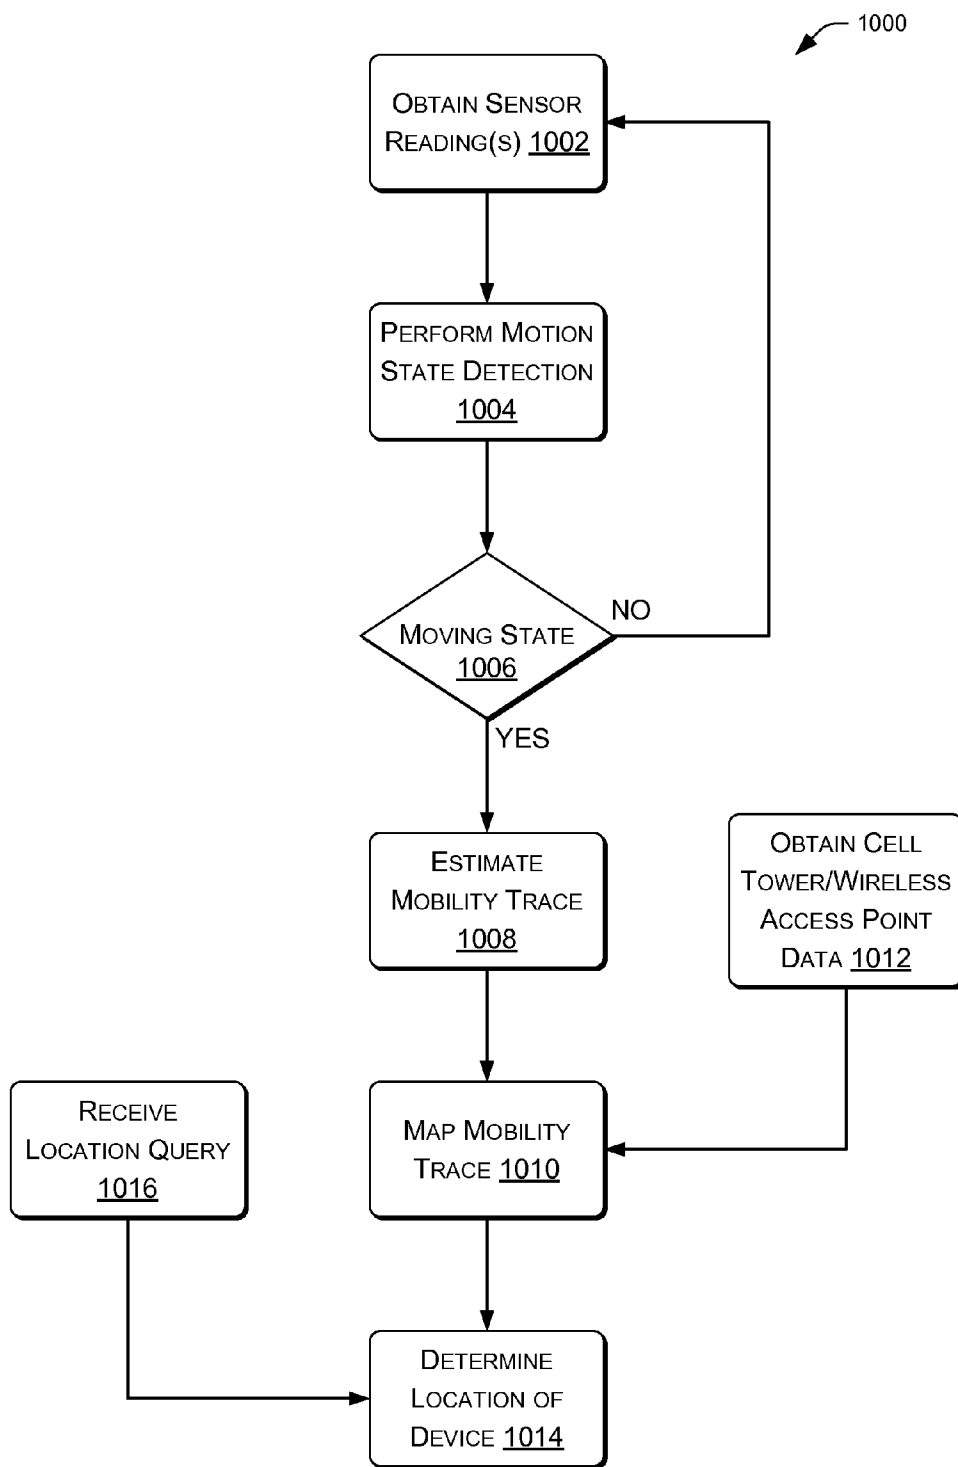 1000
OBTAIN SENSOR
READING(S) 1002
PERFORM MOTION
STATE DETECTION
1004
NO
MOVING STATE
1006
YES
ESTIMATE
MOBILITY TRACE
1008
OBTAIN CELL
TOWER/WIRELESS
ACCESS POINT
DATA 1012
RECEIVE
LOCATION QUERY
1016
MAP MOBILITY
TRACE 1010
DETERMINE
LOCATION OF
DEVICE 1014